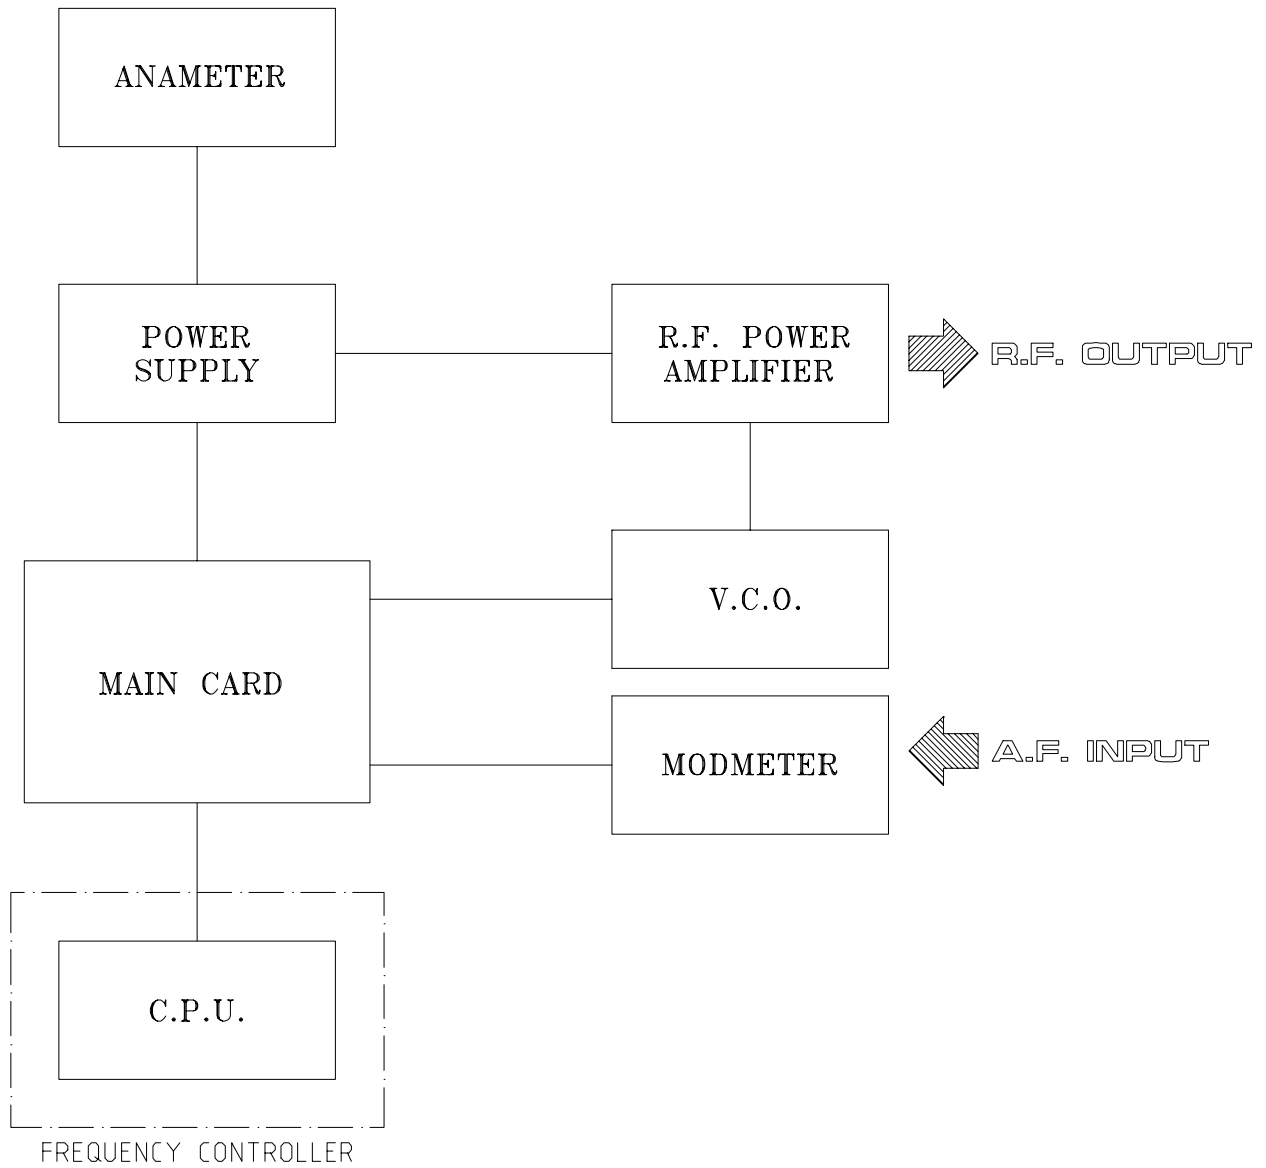 ANAMETER
POWER
SUPPLY
R.F. POWER
AMPLIFIER
R.F. OUTPUT
V.C.O.
MAIN CARD
MODMETER
A.F. INPUT
C.P.U.
FREQUENCY CONTROLLER